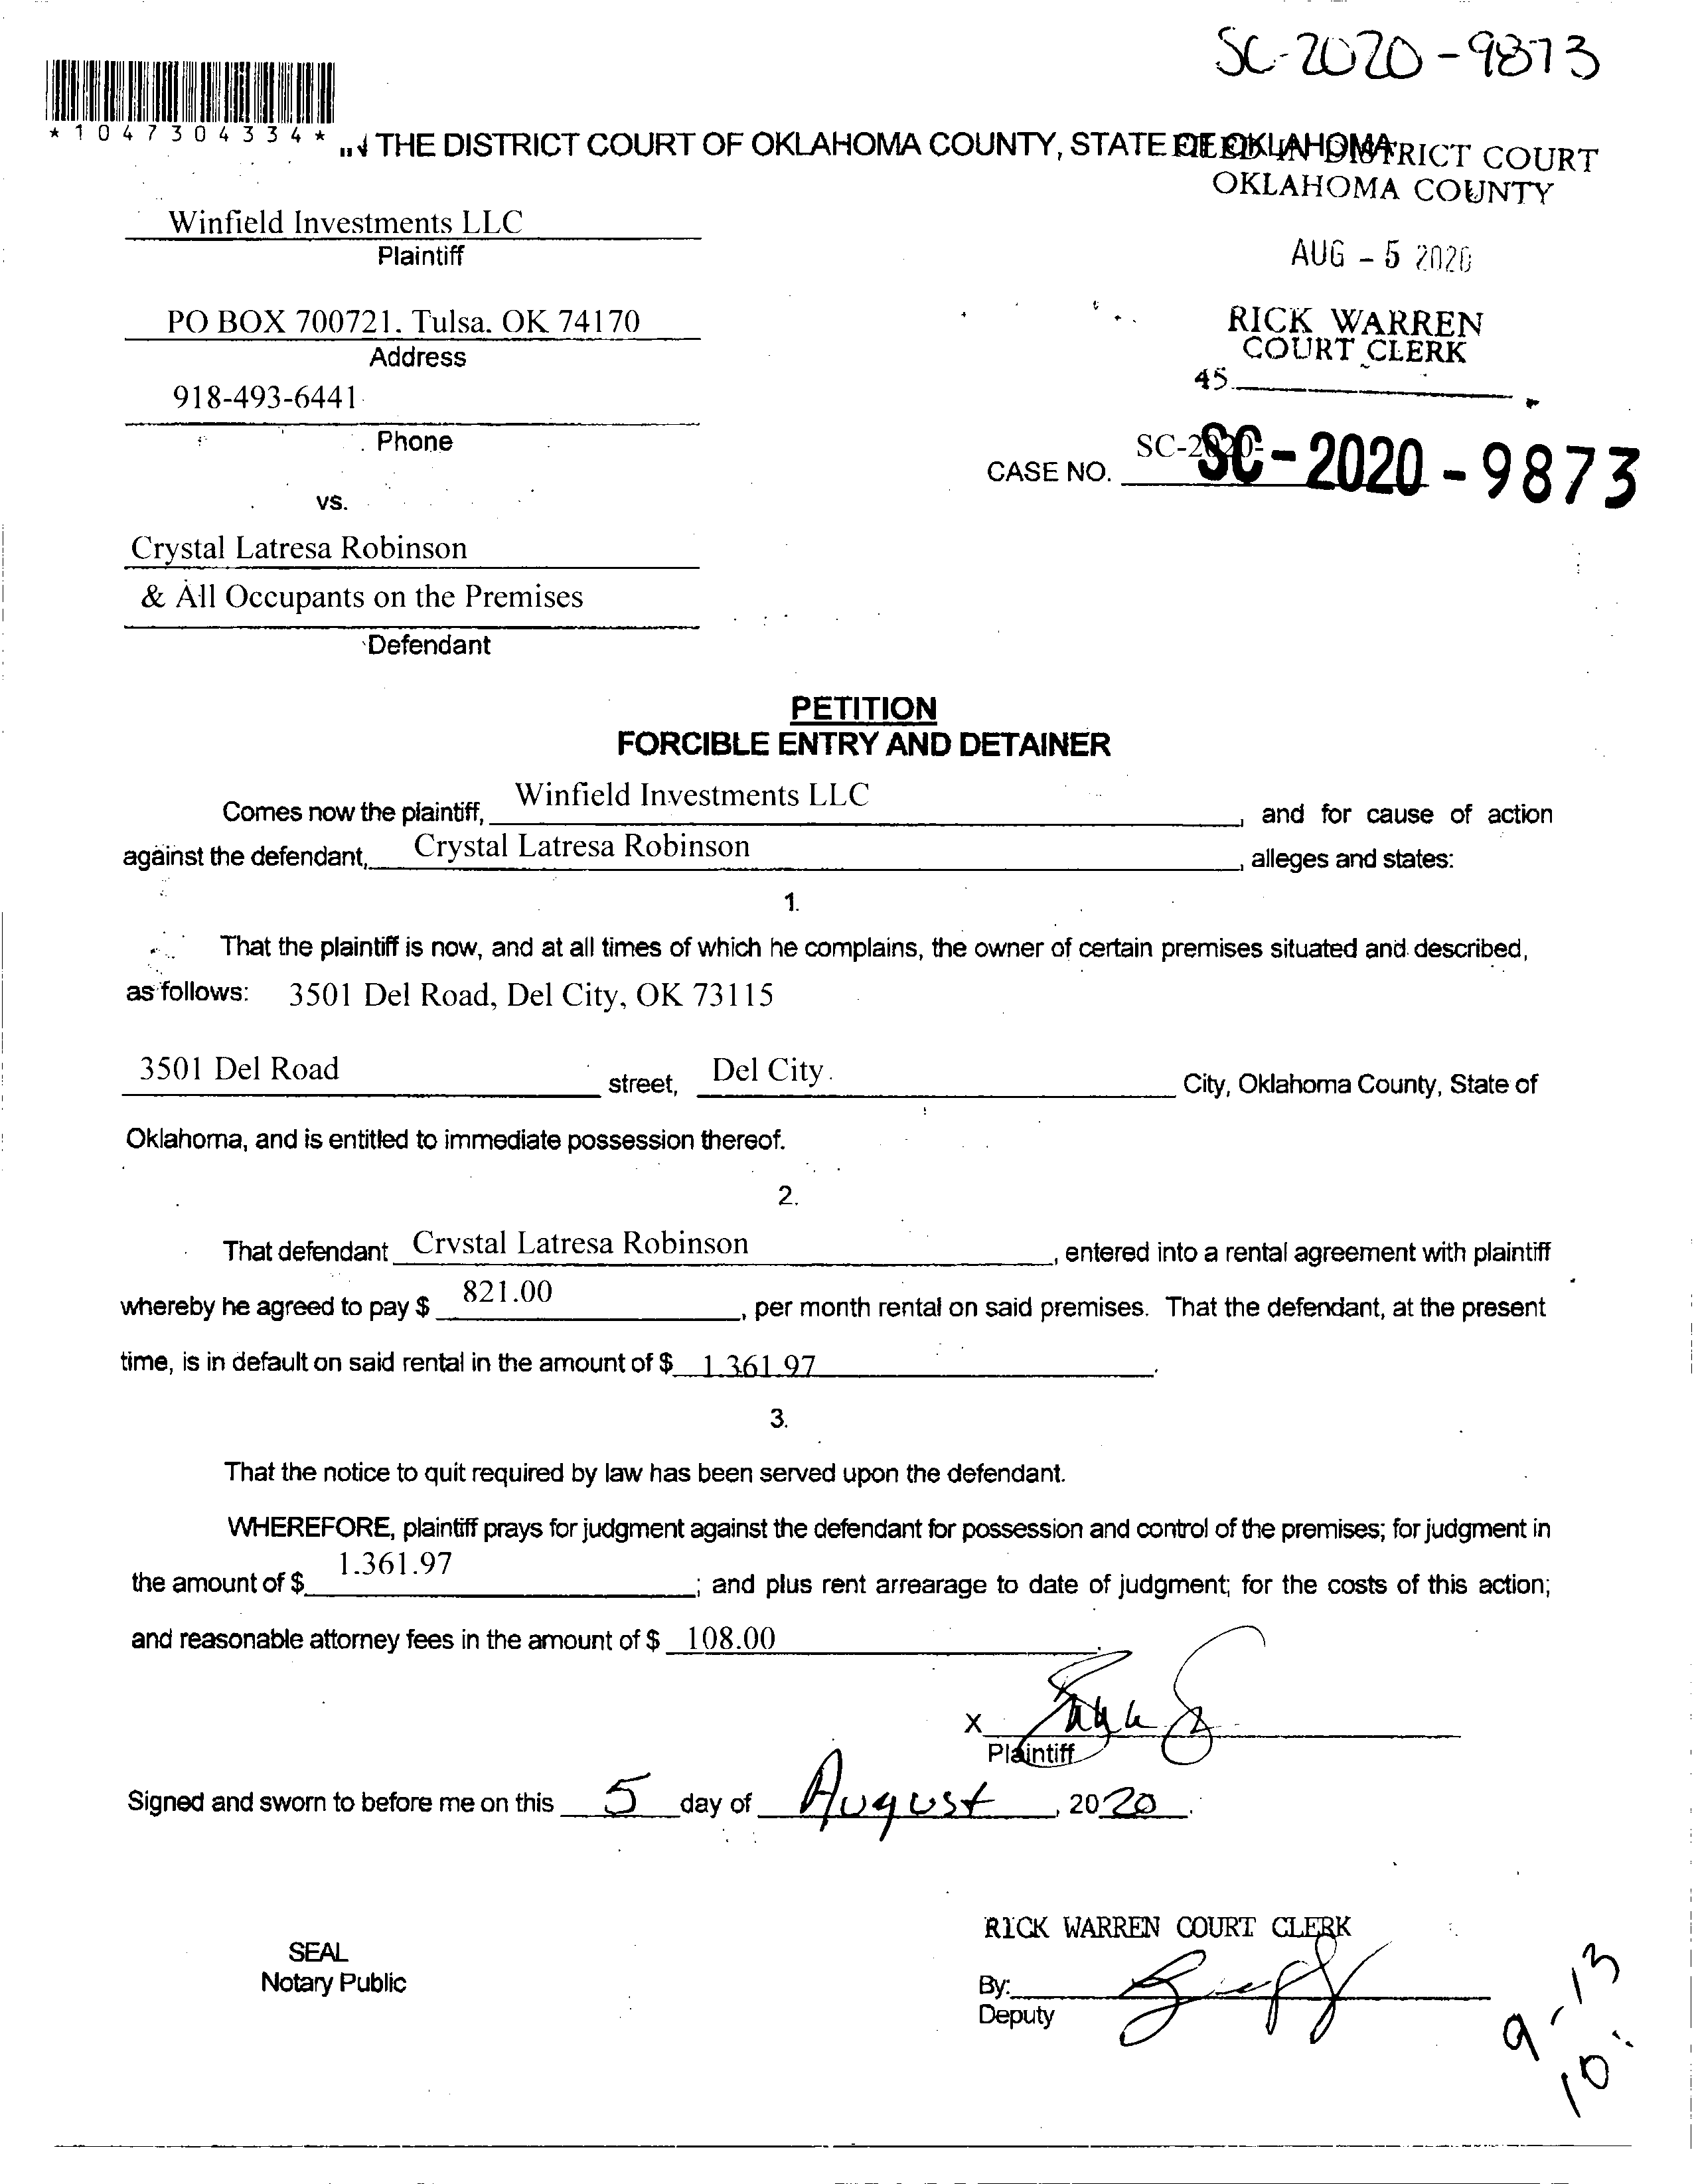 SC-2020-9873
*1047304334*
THE DISTRICT COURT OF OKLAHOMA COUNTY, STATE OF OKLAHOMA
FILED IN DISTRICT COURT
OKLAHOMA COUNTY
Winfield Investments LLC
Plaintiff
AUG - 5 2020
PO BOX 700721. Tulsa. OK 74170
Address
RICK WARREN
COURT CLERK
45
918-493-6441
Phone
CASE NO. SC-2020-
SC-2020-9873
vs.
Crystal Latresa Robinson
& All Occupants on the Premises
Defendant
PETITION
FORCIBLE ENTRY AND DETAINER
Comes now the plaintiff, Winfield Investments LLC, and for cause of action
against the defendant, Crystal Latresa Robinson, alleges and states:
1.
That the plaintiff is now, and at all times of which he complains, the owner of certain premises situated and described,
as follows: 3501 Del Road, Del City, OK 73115
3501 Del Road street, Del City City, Oklahoma County, State of
Oklahoma, and is entitled to immediate possession thereof.
2.
That defendant Crystal Latresa Robinson, entered into a rental agreement with plaintiff
whereby he agreed to pay $ 821.00, per month rental on said premises. That the defendant, at the present
time, is in default on said rental in the amount of $ 1.361.97.
3.
That the notice to quit required by law has been served upon the defendant.
WHEREFORE, plaintiff prays for judgment against the defendant for possession and control of the premises; for judgment in
the amount of $ 1.361.97; and plus rent arrearage to date of judgment; for the costs of this action;
and reasonable attorney fees in the amount of $ 108.00.
X
Plaintiff
Signed and sworn to before me on this 5 day of August, 2020.
RICK WARREN COURT CLERK
SEAL
Notary Public
By:
Deputy
9-13
10: